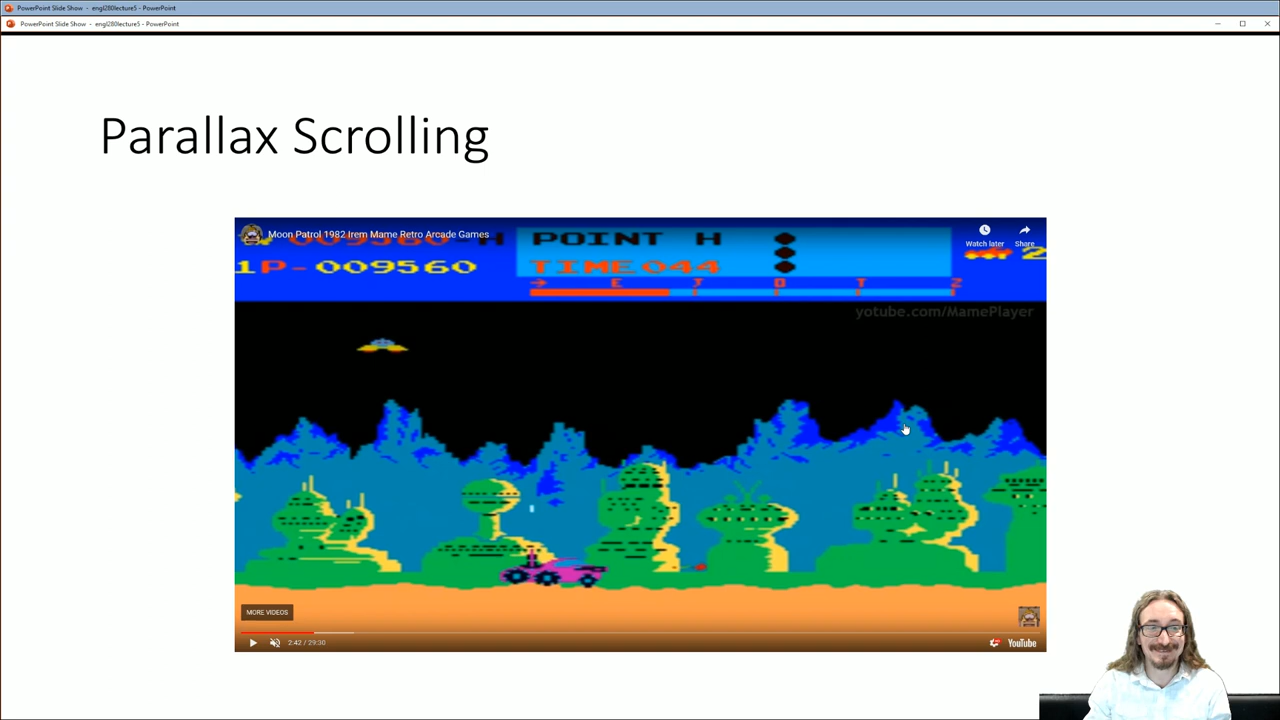 PowerPoint Slide Show - engl280lecture5 - PowerPoint
PowerPoint Slide Show - engl280lecture5 - PowerPoint
Parallax Scrolling
Moon Patrol 1982 Irem Mame Retro Arcade Games
Watch later
Share
POINT H
1P-009560
TIME 044
2
E J O T Z
yotube.com/MamePlayer
MORE VIDEOS
2:42 / 29:30
YouTube